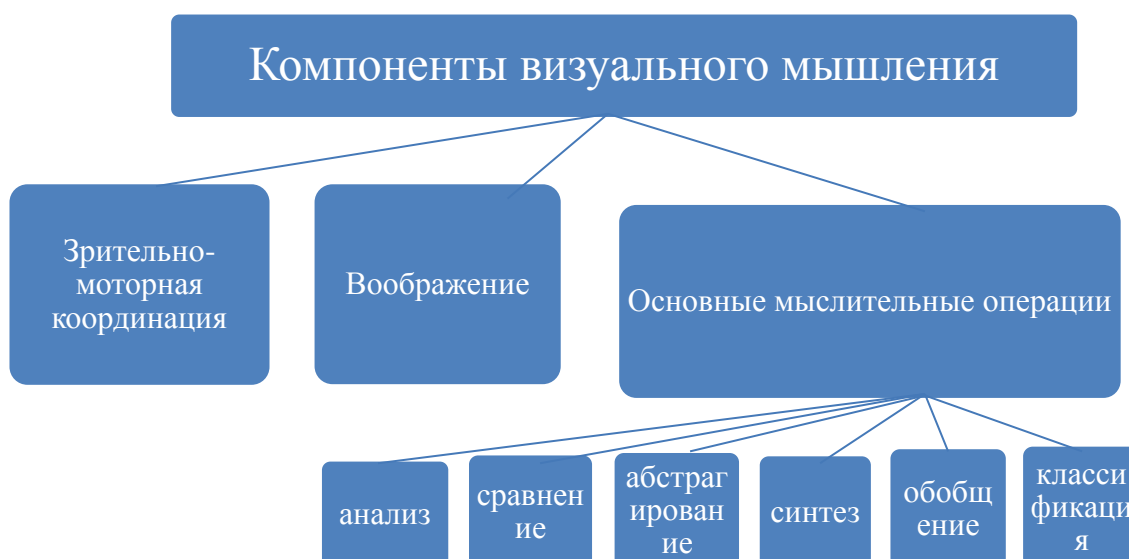 Компоненты визуального мышления
Зрительно-
моторная
координация
Воображение
Основные мыслительные операции
анализ
сравнен
ие
абстраг
ирован
ие
синтез
обобщ
ение
класси
фикаци
я